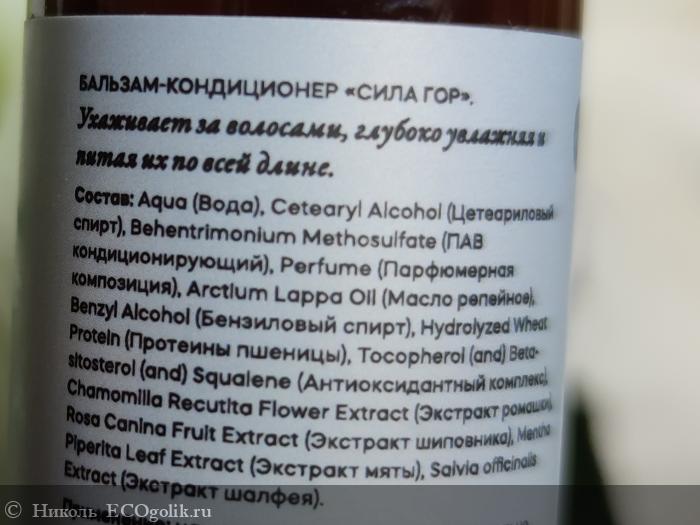 БАЛЬЗАМ-КОНДИЦИОНЕР «СИЛА ГОР».
Ухаживает за волосами, глубоко увлажняя и
питая их по всей длине.
Состав: Aqua (Вода), Cetearyl Alcohol (Цетеариловый
спирт), Behentrimonium Methosulfate (ПАВ
кондиционирующий), Perfume (Парфюмерная
композиция), Arctium Lappa Oil (Масло репейное),
Benzyl Alcohol (Бензиловый спирт), Hydrolyzed Wheat
Protein (Протеины пшеницы), Tocopherol (and) Beta-
sitosterol (and) Squalene (Антиоксидантный комплекс),
Chamomilla Recutita Flower Extract (Экстракт ромашки),
Rosa Canina Fruit Extract (Экстракт шиповника), Mentha
Piperita Leaf Extract (Экстракт мяты), Salvia officinalis
Extract (Экстракт шалфея).
© Николь ECOgolik.ru